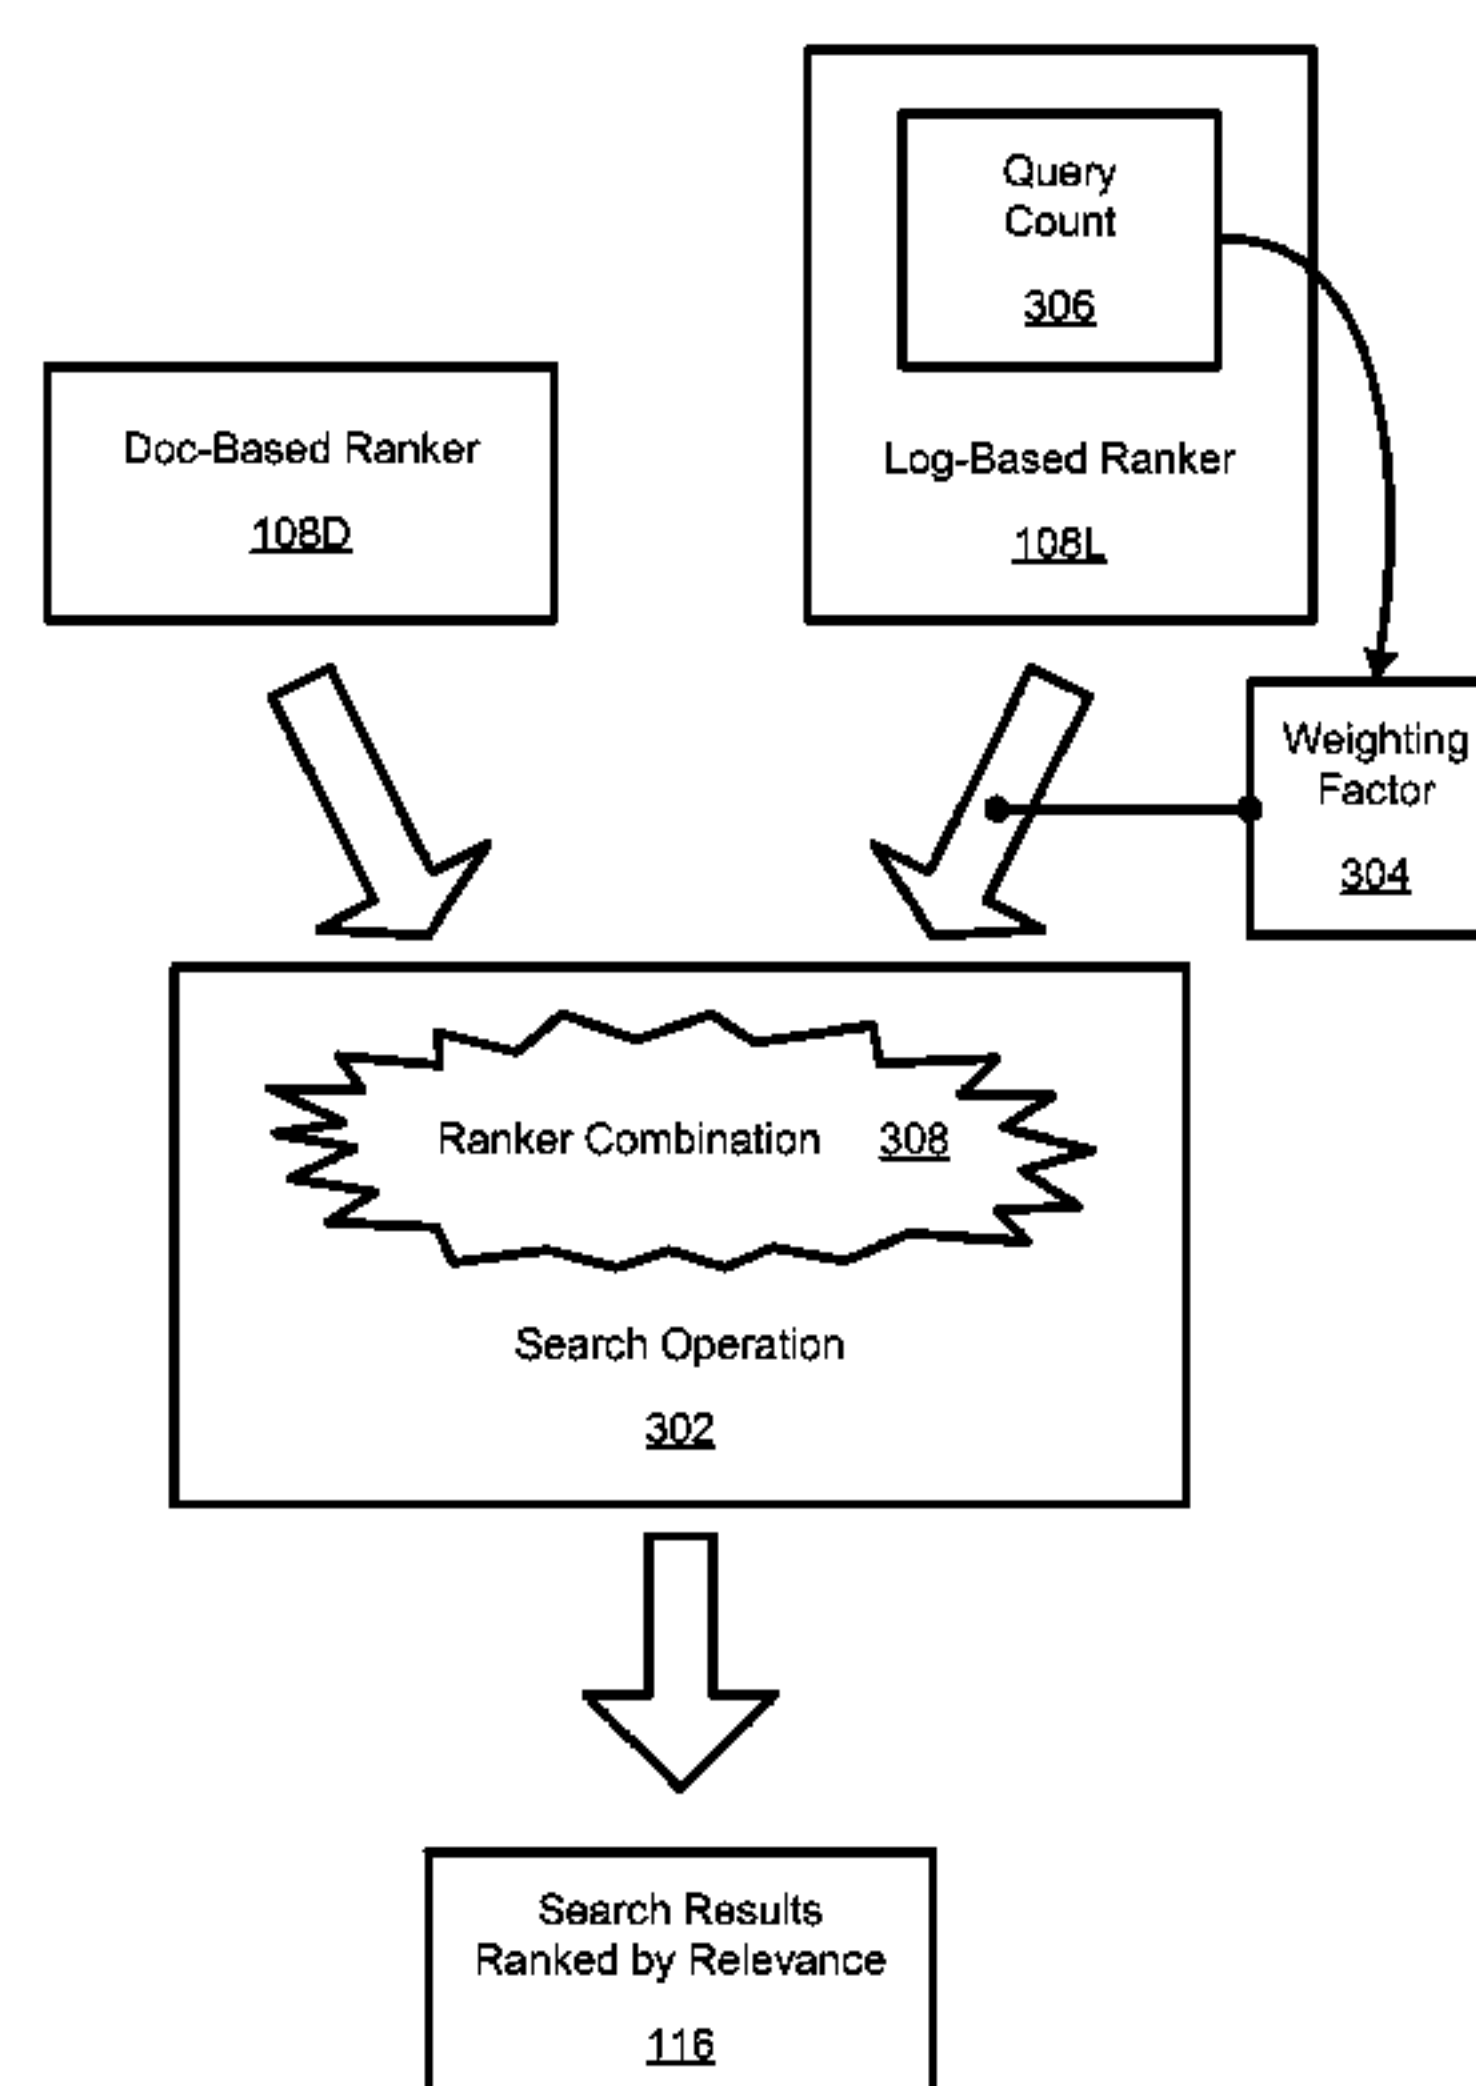 Query
Count
306
Doc-Based Ranker
108D
Log-Based Ranker
108L
Weighting
Factor
304
Ranker Combination 308
Search Operation
302
Search Results
Ranked by Relevance
116